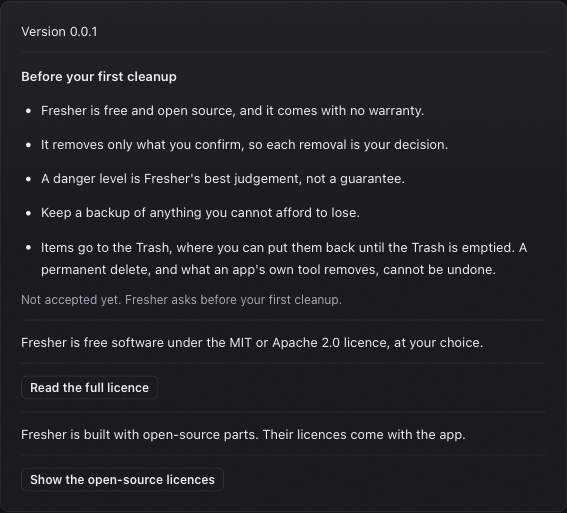 Version 0.0.1
Before your first cleanup
• Fresher is free and open source, and it comes with no warranty.
• It removes only what you confirm, so each removal is your decision.
• A danger level is Fresher's best judgement, not a guarantee.
• Keep a backup of anything you cannot afford to lose.
• Items go to the Trash, where you can put them back until the Trash is emptied. A
permanent delete, and what an app's own tool removes, cannot be undone.
Not accepted yet. Fresher asks before your first cleanup.
Fresher is free software under the MIT or Apache 2.0 licence, at your choice.
Read the full licence
Fresher is built with open-source parts. Their licences come with the app.
Show the open-source licences